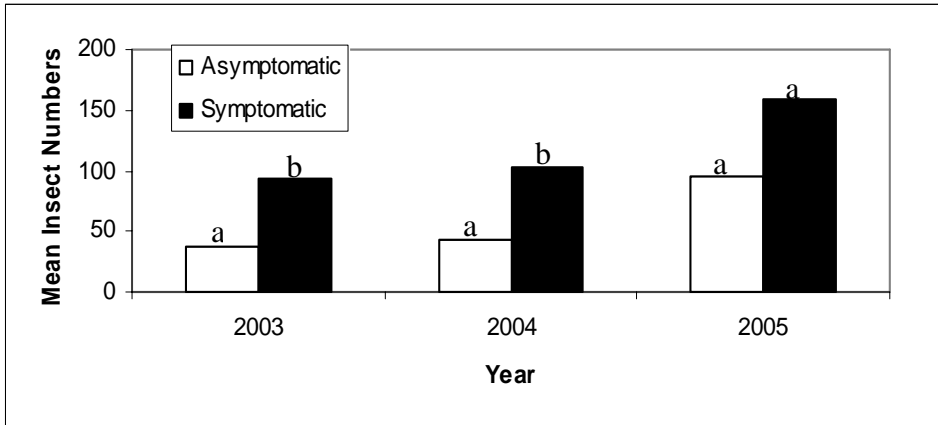 Mean Insect Numbers
200
150
100
50
0
Asymptomatic
Symptomatic
a
b
a
b
a
a
2003
2004
2005
Year